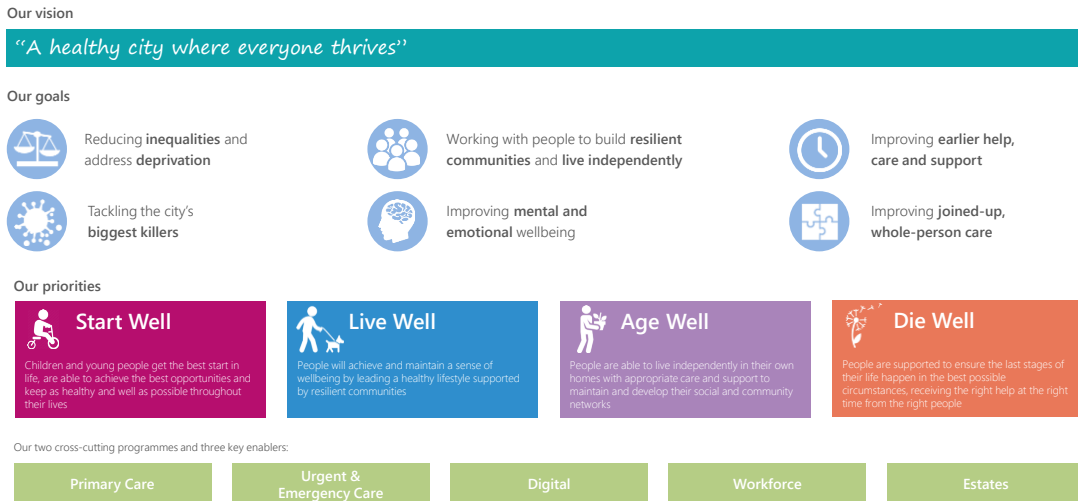 Our vision
“A healthy city where everyone thrives”
Our goals
Reducing inequalities and
address deprivation
Working with people to build resilient
communities and live independently
Improving earlier help,
care and support
Tackling the city’s
biggest killers
Improving mental and
emotional wellbeing
Improving joined-up,
whole-person care
Our priorities
Start Well
Children and young people get the best start in
life, are able to achieve the best opportunities and
keep as healthy and well as possible throughout
their lives
Live Well
People will achieve and maintain a sense of
wellbeing by leading a healthy lifestyle supported
by resilient communities
Age Well
People are able to live independently in their own
homes with appropriate care and support to
maintain and develop their social and community
networks
Die Well
People are supported to ensure the last stages of
their life happen in the best possible
circumstances, receiving the right help at the right
time from the right people
Our two cross-cutting programmes and three key enablers:
Primary Care
Urgent &
Emergency Care
Digital
Workforce
Estates